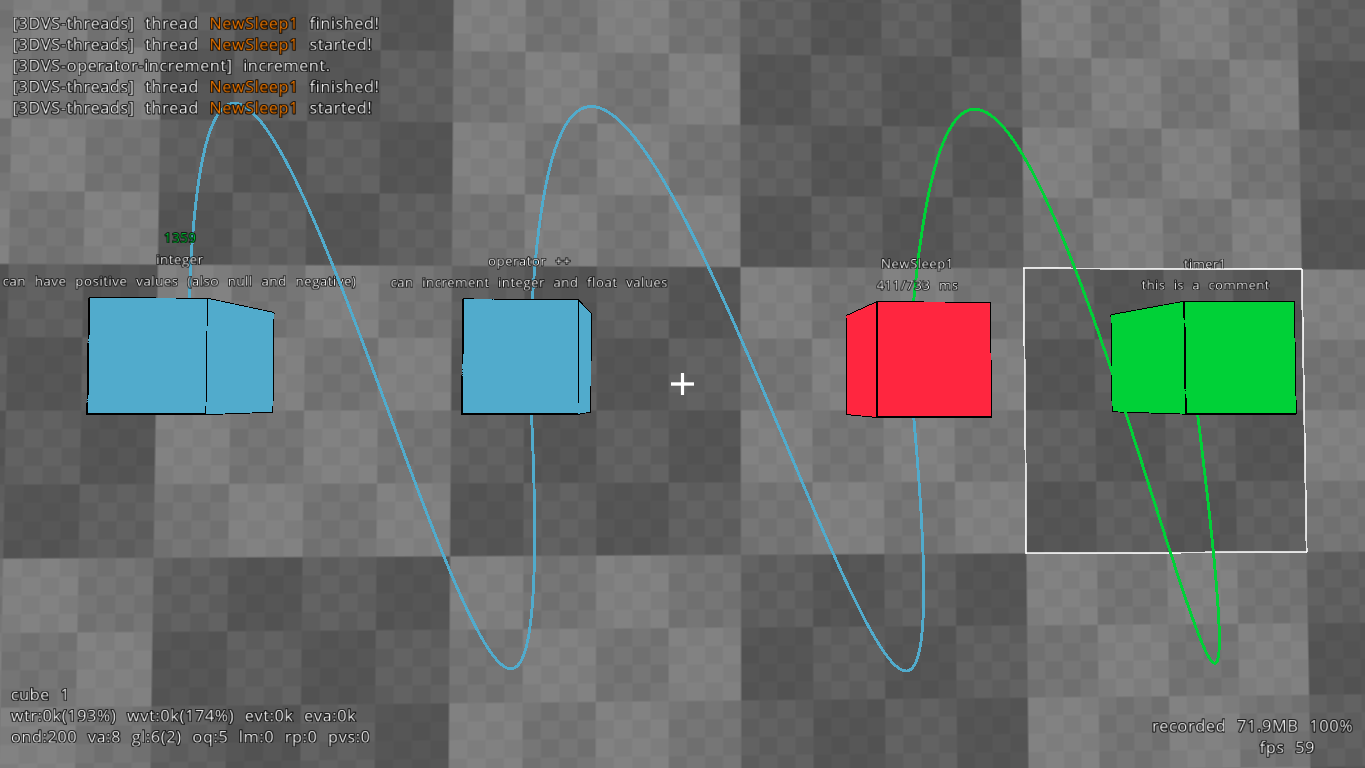 [3DVS-threads] thread NewSleep1 finished!
[3DVS-threads] thread NewSleep1 started!
[3DVS-operator-increment] increment.
[3DVS-threads] thread NewSleep1 finished!
[3DVS-threads] thread NewSleep1 started!
1359
integer
can have positive values (also null and negative)
operator ++
can increment integer and float values
NewSleep1
411/733 ms
timer1
this is a comment
cube 1
wtr:0k(193%) wvt:0k(174%) evt:0k eva:0k
ond:200 va:8 gl:6(2) oq:5 lm:0 rp:0 pvs:0
recorded 71.9MB 100%
fps 59